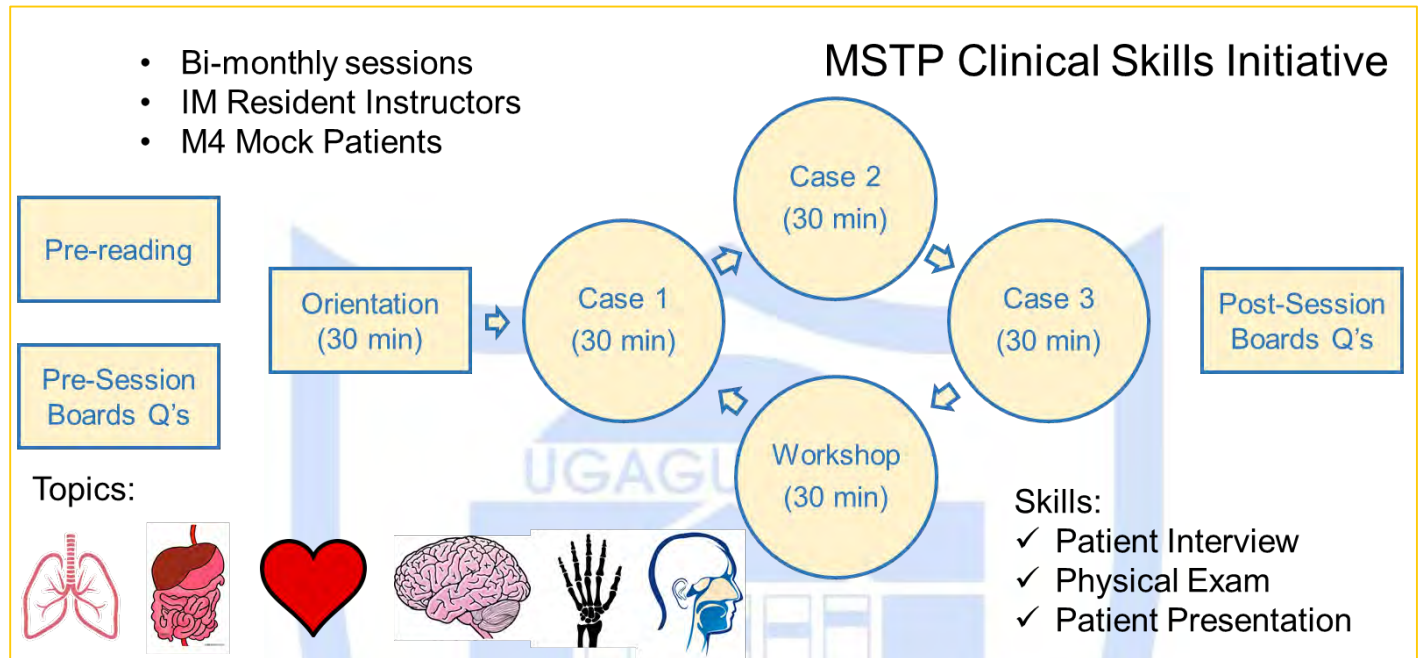 MSTP Clinical Skills Initiative
• Bi-monthly sessions
• IM Resident Instructors
• M4 Mock Patients
Pre-reading
Pre-Session
Boards Q's
Orientation
(30 min)
Case 1
(30 min)
Case 2
(30 min)
Case 3
(30 min)
Workshop
(30 min)
Post-Session
Boards Q's
Topics:
Skills:
✓ Patient Interview
✓ Physical Exam
✓ Patient Presentation